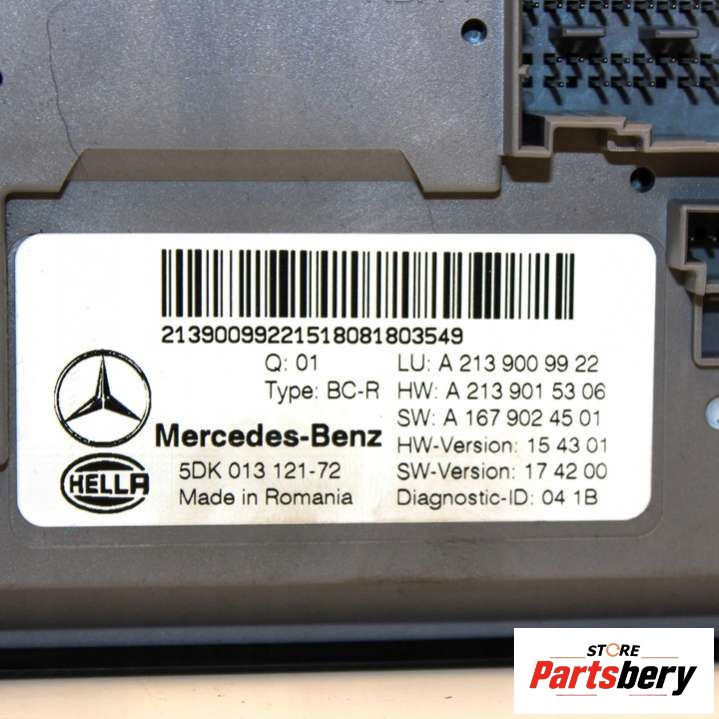 213900992215180818 03549
Q: 01
LU: A 213 900 99 22
Type: BC-R
HW: A 213 901 53 06
SW: A 167 902 45 01
Mercedes-Benz
HW-Version: 15 43 01
5DK 013 121-72
SW-Version: 17 42 00
HELLA
Made in Romania
Diagnostic-ID: 04 1B
STORE
Partsbery